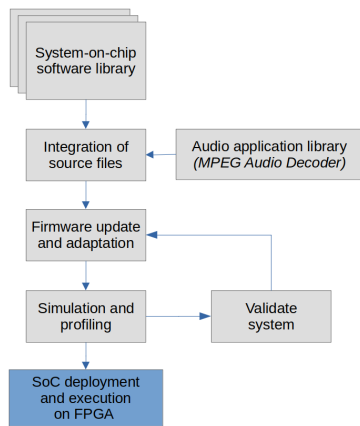 System-on-chip
software library
Integration of
source files
Audio application library
(MPEG Audio Decoder)
Firmware update
and adaptation
Simulation and
profiling
Validate
system
SoC deployment
and execution
on FPGA